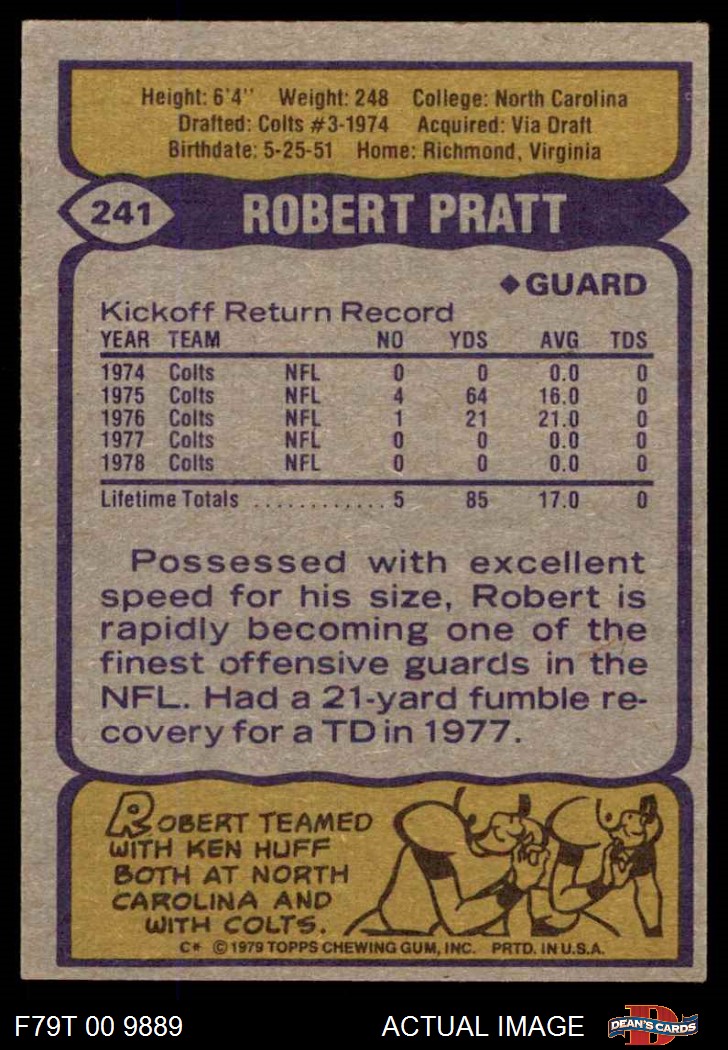 Height: 6'4'' Weight: 248 College: North Carolina
Drafted: Colts #3-1974 Acquired: Via Draft
Birthdate: 5-25-51 Home: Richmond, Virginia
241 ROBERT PRATT
◆GUARD
Kickoff Return Record
YEAR TEAM NO YDS AVG TDS
1974 Colts NFL 0 0 0.0 0
1975 Colts NFL 4 64 16.0 0
1976 Colts NFL 1 21 21.0 0
1977 Colts NFL 0 0 0.0 0
1978 Colts NFL 0 0 0.0 0
Lifetime Totals ............. 5 85 17.0 0
Possessed with excellent
speed for his size, Robert is
rapidly becoming one of the
finest offensive guards in the
NFL. Had a 21-yard fumble re-
covery for a TD in 1977.
ROBERT TEAMED
WITH KEN HUFF
BOTH AT NORTH
CAROLINA AND
WITH COLTS.
C* © 1979 TOPPS CHEWING GUM, INC. PRTD. IN U.S.A.
F79T 00 9889 ACTUAL IMAGE D DEAN'S CARDS